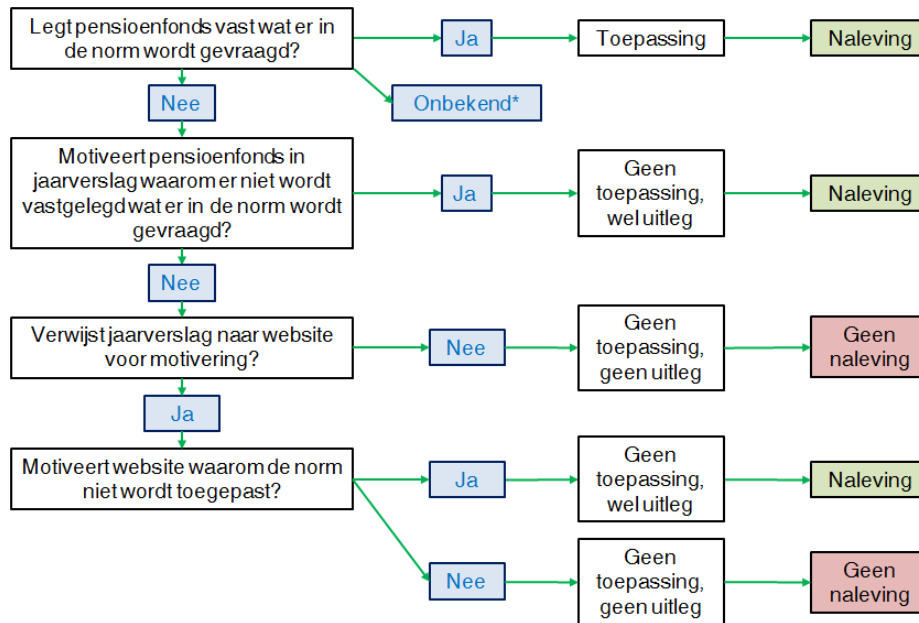 Legt pensioenfonds vast wat er in
de norm wordt gevraagd?
Ja
Toepassing
Naleving
Nee
Onbekend*
Motiveert pensioenfonds in
jaarverslag waarom er niet wordt
vastgelegd wat er in de norm wordt
gevraagd?
Ja
Geen
toepassing,
wel uitleg
Naleving
Nee
Verwijst jaarverslag naar website
voor motivering?
Nee
Geen
toepassing,
geen uitleg
Geen
naleving
Ja
Motiveert website waarom de norm
niet wordt toegepast?
Ja
Geen
toepassing,
wel uitleg
Naleving
Nee
Geen
toepassing,
geen uitleg
Geen
naleving